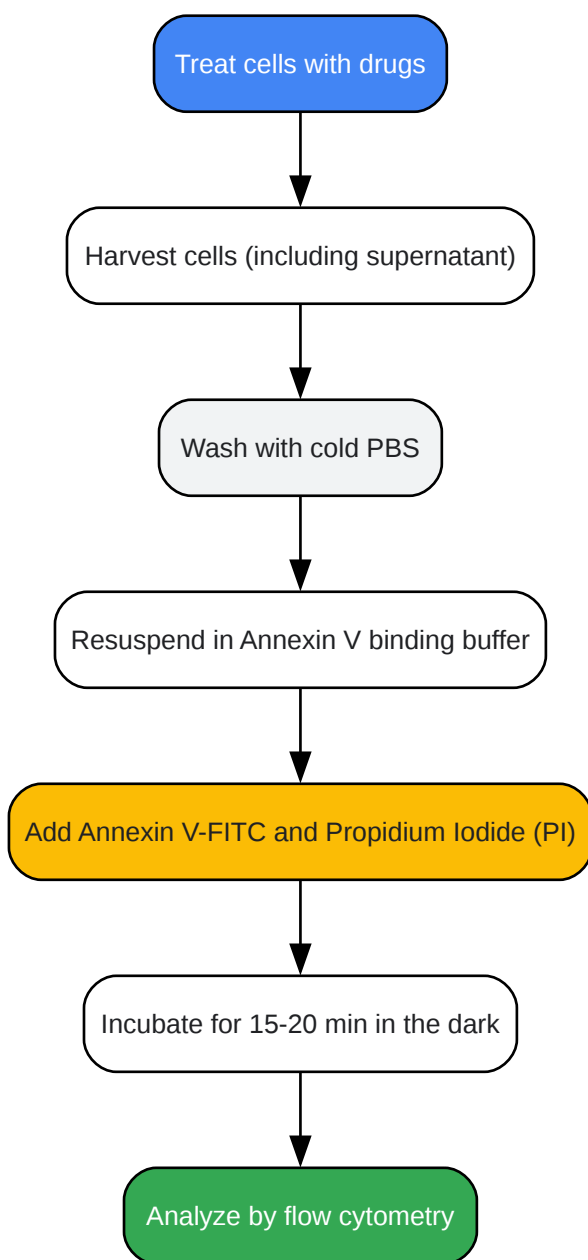 Treat cells with drugs
Harvest cells (including supernatant)
Wash with cold PBS
Resuspend in Annexin V binding buffer
Add Annexin V-FITC and Propidium Iodide (PI)
Incubate for 15-20 min in the dark
Analyze by flow cytometry